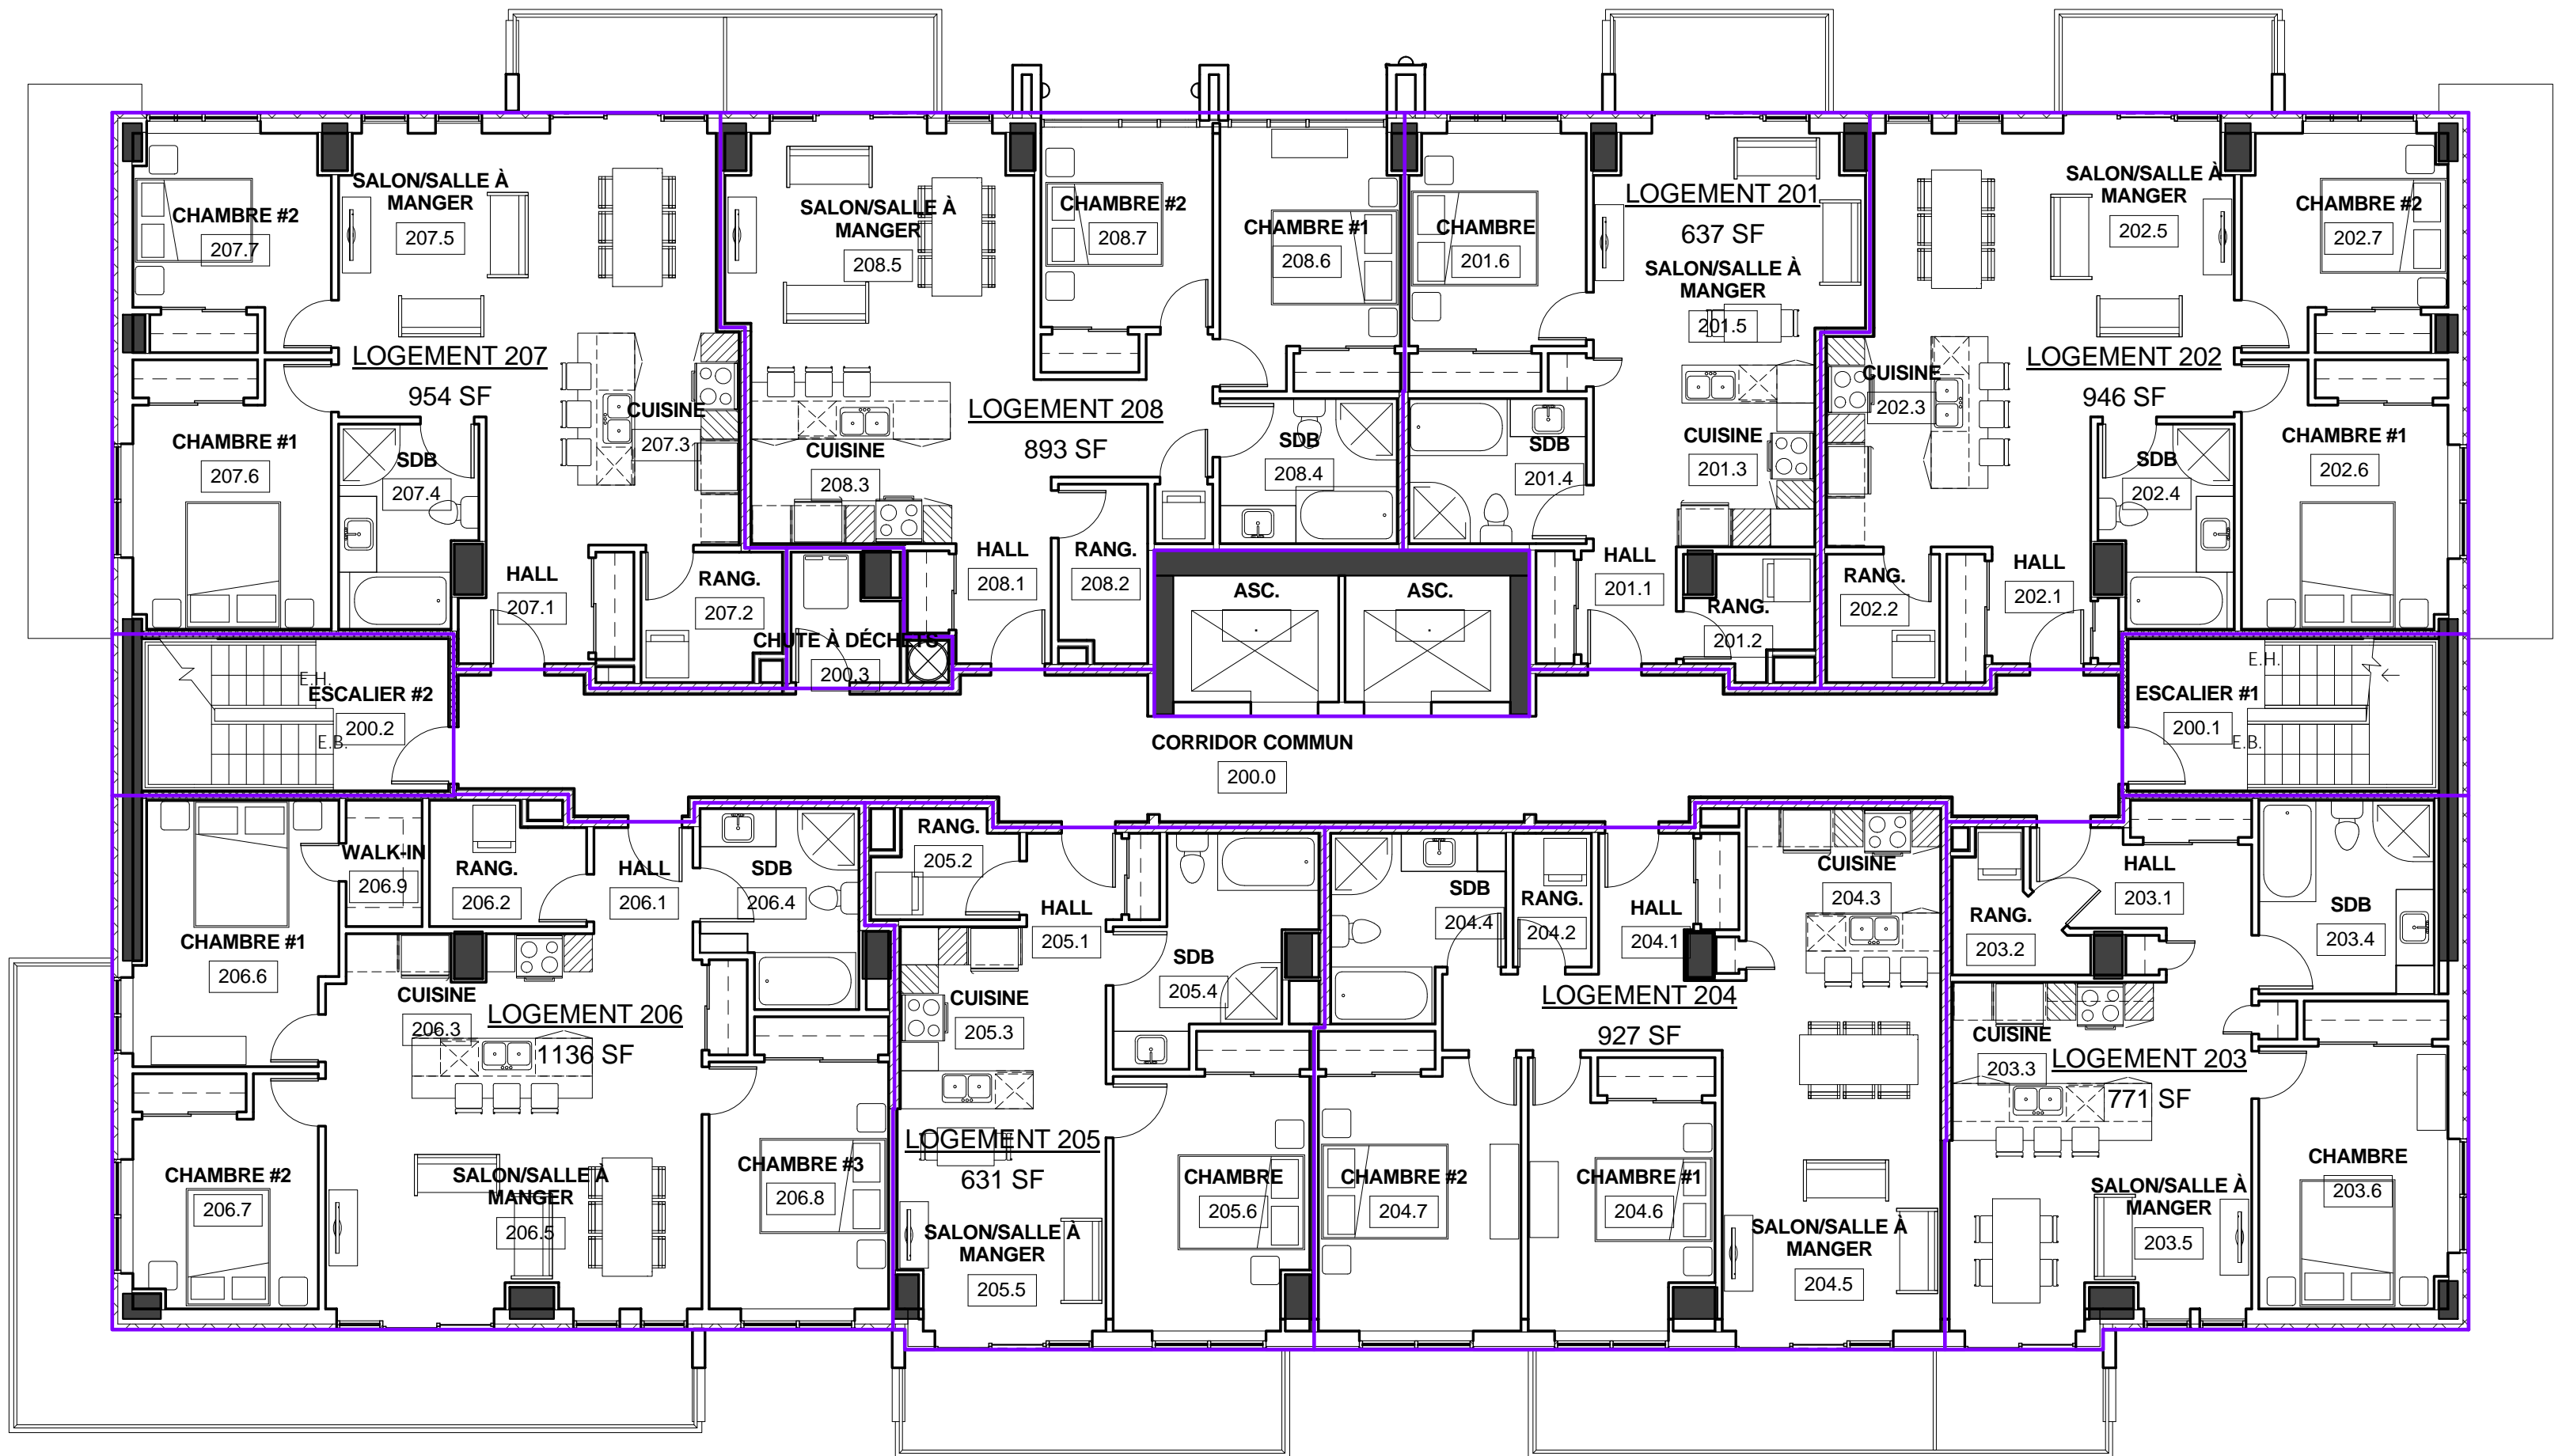 CHAMBRE #2
207.7
SALON/SALLE À
MANGER
207.5
LOGEMENT 207
954 SF
CUISINE
207.3
CHAMBRE #1
207.6
SDB
207.4
HALL
207.1
RANG.
207.2
SALON/SALLE À
MANGER
208.5
CHAMBRE #2
208.7
CHAMBRE #1
208.6
LOGEMENT 208
893 SF
CUISINE
208.3
SDB
208.4
HALL
208.1
RANG.
208.2
CHUTE À DÉCHETS
200.3
ASC.
ASC.
CHAMBRE
201.6
LOGEMENT 201
637 SF
SALON/SALLE À
MANGER
201.5
CUISINE
201.3
SDB
201.4
HALL
201.1
RANG.
201.2
SALON/SALLE À
MANGER
202.5
CHAMBRE #2
202.7
LOGEMENT 202
946 SF
CUISINE
202.3
CHAMBRE #1
202.6
SDB
202.4
RANG.
202.2
HALL
202.1
E.H.
ESCALIER #2
200.2
E.B.
CORRIDOR COMMUN
200.0
E.H.
ESCALIER #1
200.1
E.B.
WALK-IN
206.9
RANG.
206.2
HALL
206.1
SDB
206.4
CHAMBRE #1
206.6
CUISINE
206.3
LOGEMENT 206
1136 SF
CHAMBRE #2
206.7
SALON/SALLE À
MANGER
206.5
CHAMBRE #3
206.8
RANG.
205.2
HALL
205.1
SDB
205.4
CUISINE
205.3
LOGEMENT 205
631 SF
SALON/SALLE À
MANGER
205.5
CHAMBRE
205.6
SDB
204.4
RANG.
204.2
HALL
204.1
CUISINE
204.3
LOGEMENT 204
927 SF
CHAMBRE #2
204.7
CHAMBRE #1
204.6
SALON/SALLE À
MANGER
204.5
HALL
203.1
RANG.
203.2
SDB
203.4
CUISINE
203.3
LOGEMENT 203
771 SF
SALON/SALLE À
MANGER
203.5
CHAMBRE
203.6